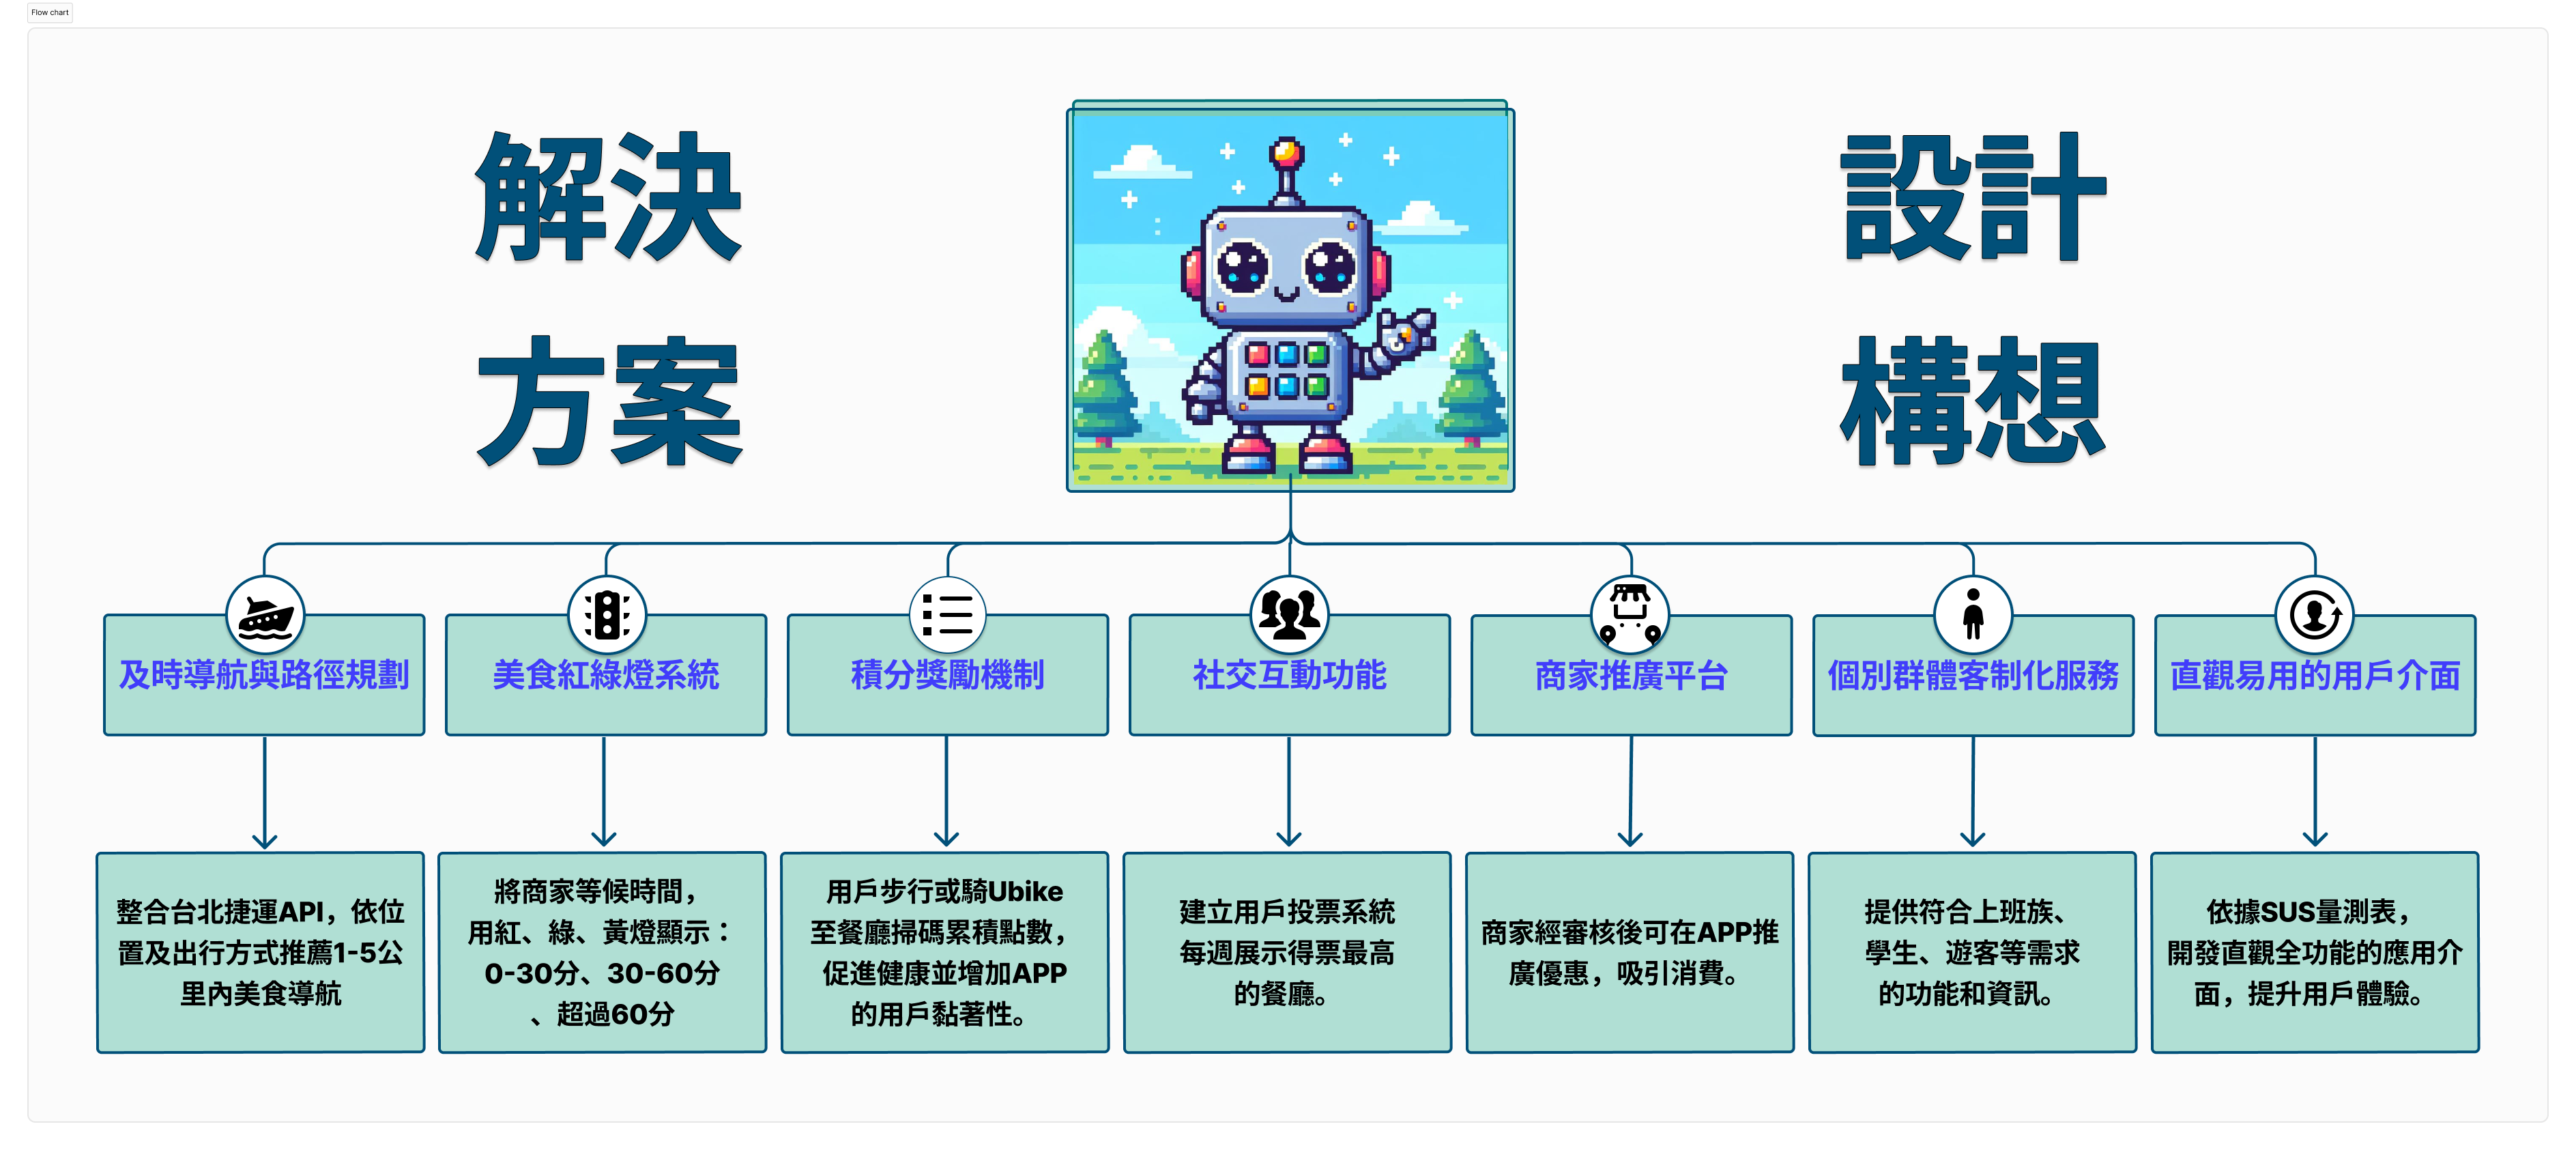 Flow chart
解決
方案
設計
構想
及時導航與路徑規劃
美食紅綠燈系統
積分獎勵機制
社交互動功能
商家推廣平台
個別群體客制化服務
直觀易用的用戶介面
整合台北捷運API，依位
置及出行方式推薦1-5公
里內美食導航
將商家等候時間，
用紅、綠、黃燈顯示：
0-30分、30-60分
、超過60分
用戶步行或騎Ubike
至餐廳掃碼累積點數，
促進健康並增加APP
的用戶黏著性。
建立用戶投票系統
每週展示得票最高
的餐廳。
商家經審核後可在APP推
廣優惠，吸引消費。
提供符合上班族、
學生、遊客等需求
的功能和資訊。
依據SUS量測表，
開發直觀全功能的應用介
面，提升用戶體驗。